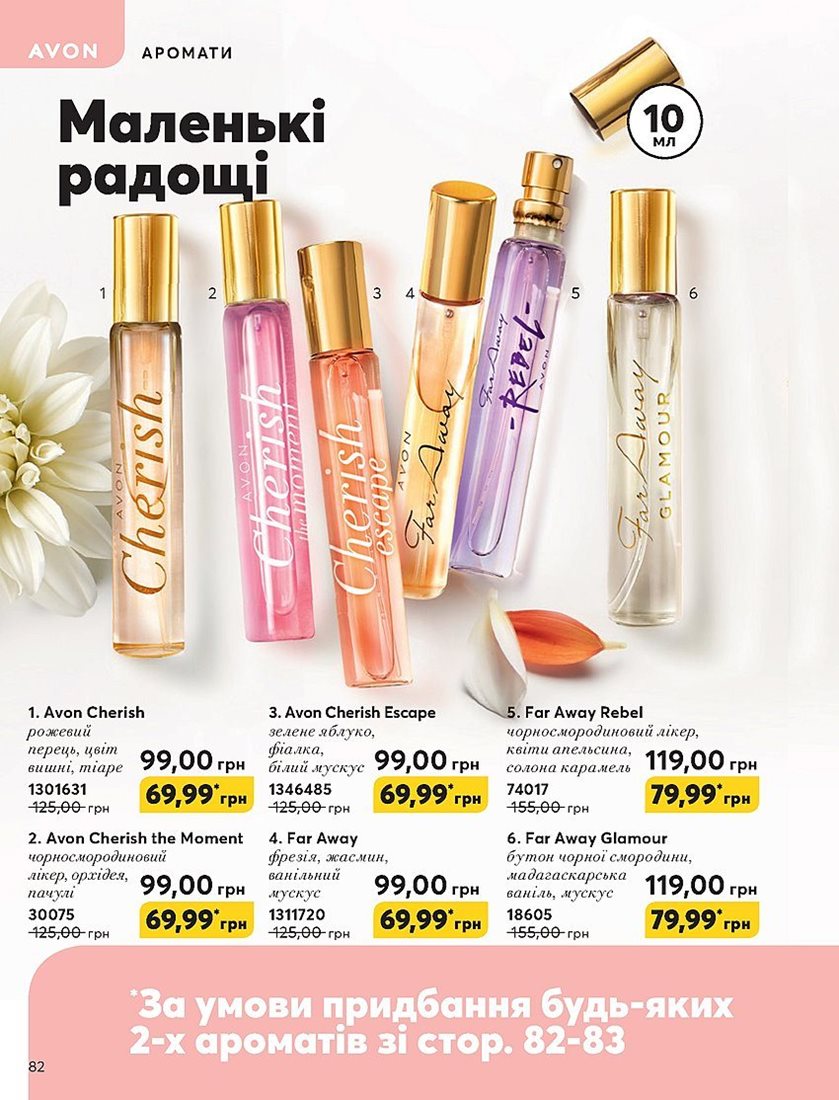 AVON
АРОМАТИ
Маленькі
радощі
10
мл
1
2
3
4
5
6
AVON
Cherish
AVON
Cherish
the moment
Cherish
escape
AVON
Far Away
Far Away
-REBEL-
AVON
Far Away
GLAMOUR
1. Avon Cherish
рожевий
перець, цвіт
вишні, тіаре
1301631
125,00 грн
99,00 грн
69,99* грн
2. Avon Cherish the Moment
чорносмородиновий
лікер, орхідея,
пачулі
30075
125,00 грн
99,00 грн
69,99* грн
3. Avon Cherish Escape
зелене яблуко,
фіалка,
білий мускус
1346485
125,00 грн
99,00 грн
69,99* грн
4. Far Away
фрезія, жасмин,
ванільний
мускус
1311720
125,00 грн
99,00 грн
69,99* грн
5. Far Away Rebel
чорносмородиновий лікер,
квіти апельсина,
солона карамель
74017
155,00 грн
119,00 грн
79,99* грн
6. Far Away Glamour
бутон чорної смородини,
мадагаскарська
ваніль, мускус
18605
155,00 грн
119,00 грн
79,99* грн
*За умови придбання будь-яких
2-х ароматів зі стор. 82-83
82